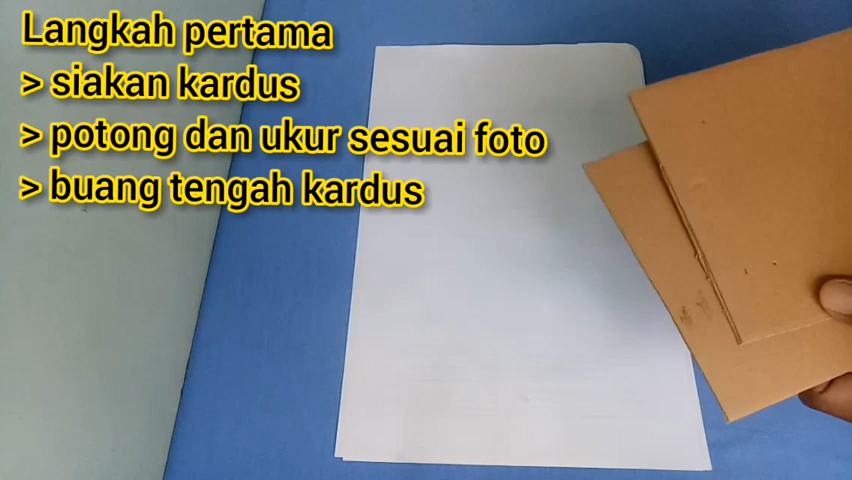 Langkah pertama
> siakan kardus
> potong dan ukur sesuai foto
> buang tengah kardus